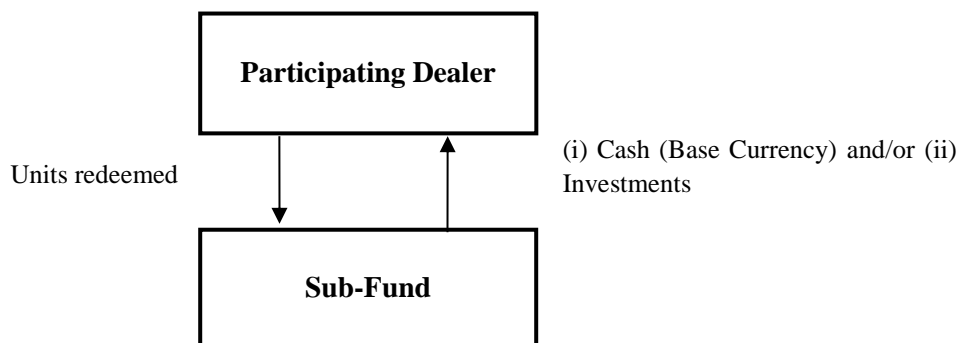 Participating Dealer
Units redeemed
(i) Cash (Base Currency) and/or (ii)
Investments
Sub-Fund